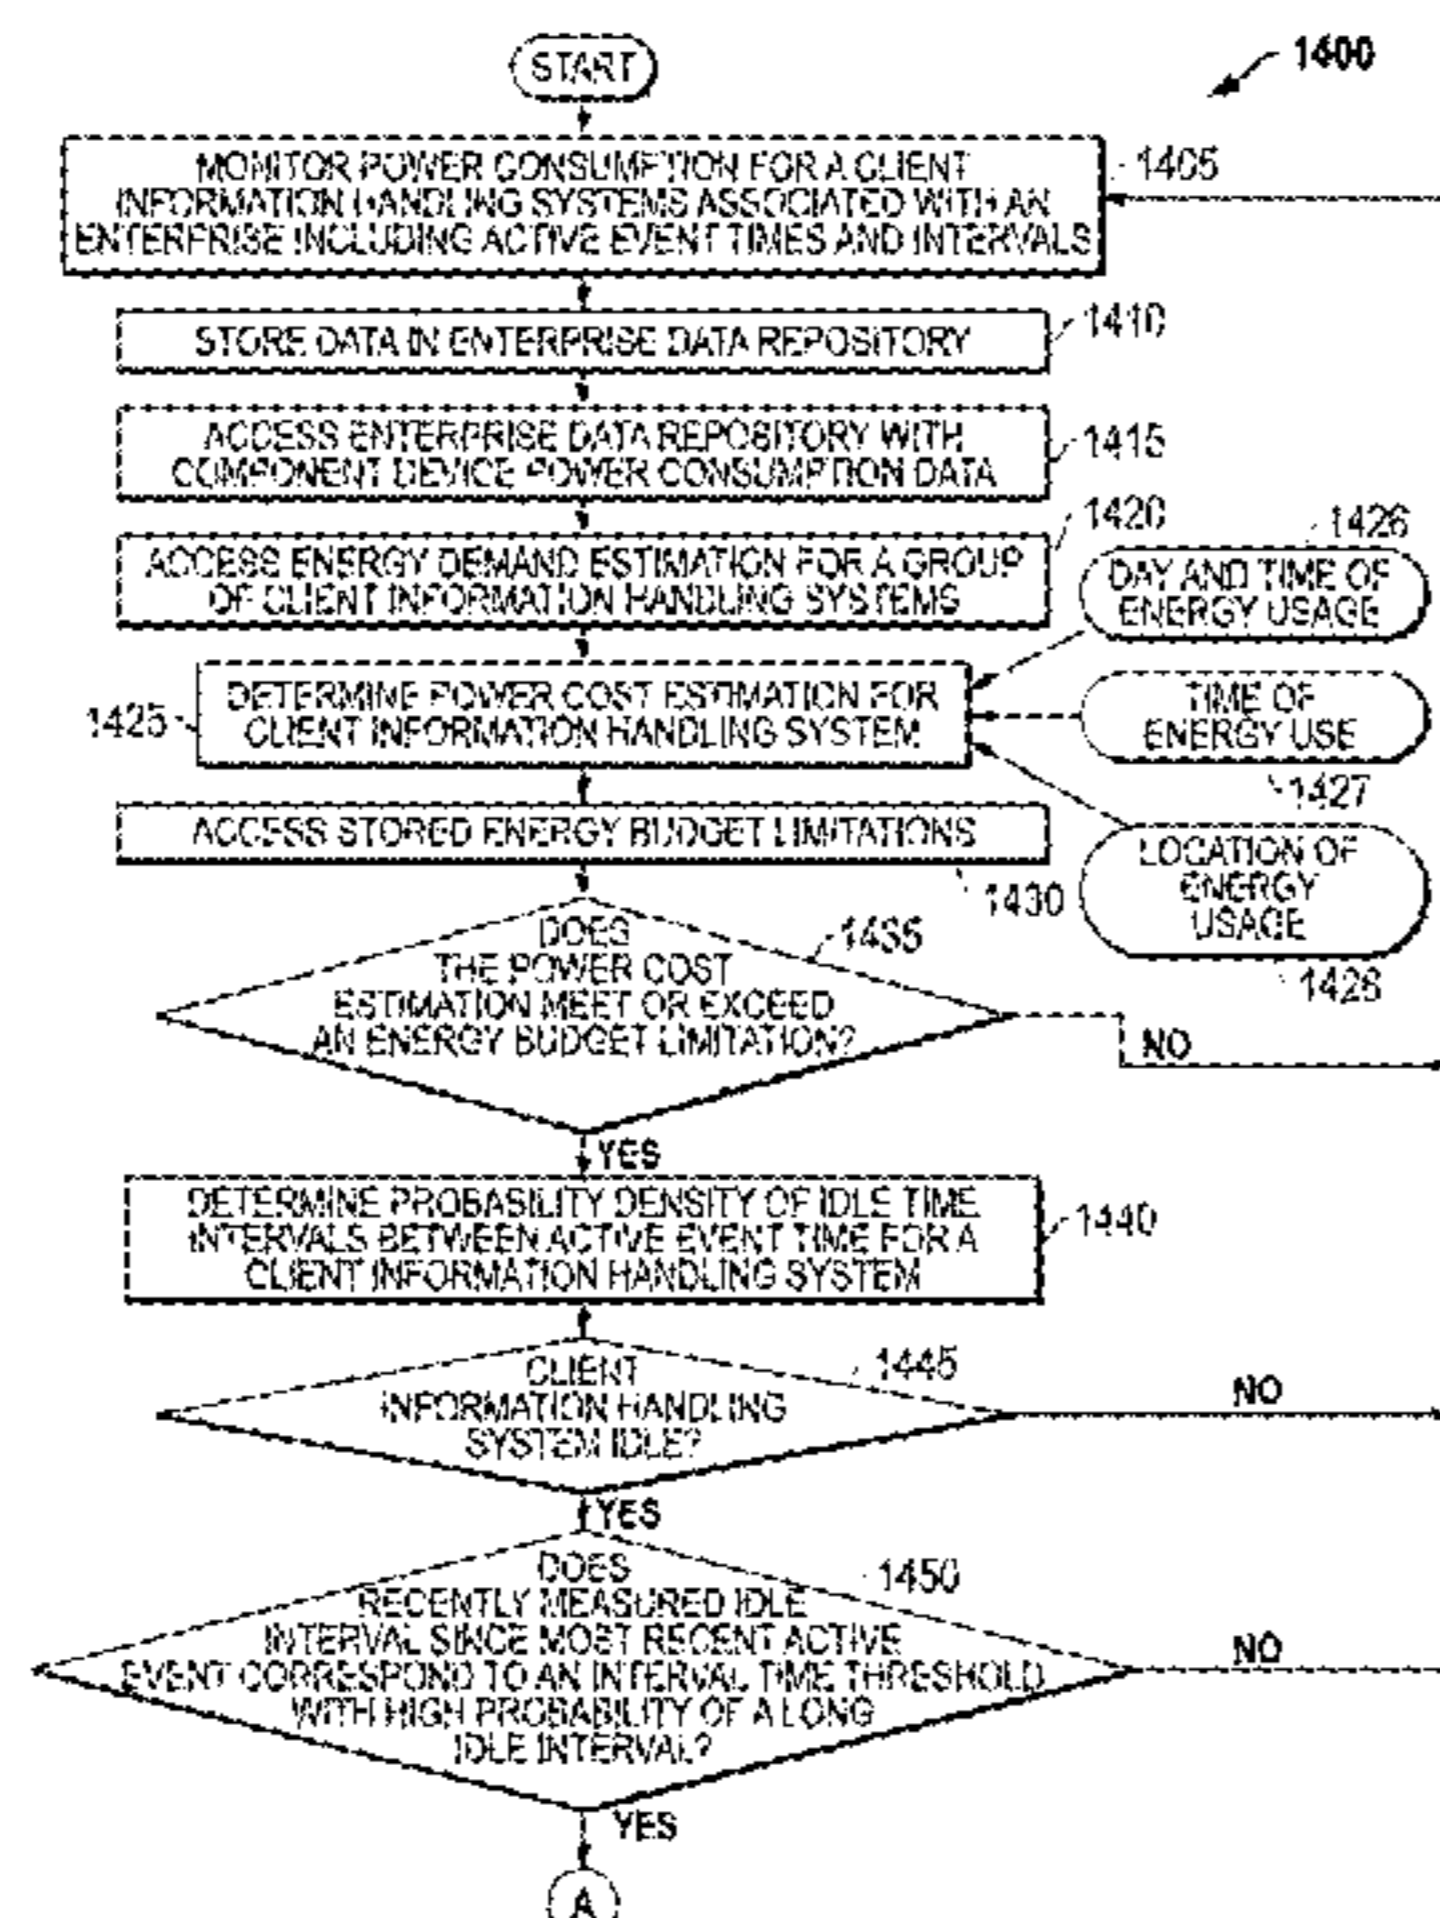 START
1400
MONITOR POWER CONSUMPTION FOR A CLIENT
INFORMATION HANDLING SYSTEMS ASSOCIATED WITH AN
ENTERPRISE INCLUDING ACTIVE EVENT TIMES AND INTERVALS
1405
STORE DATA IN ENTERPRISE DATA REPOSITORY
1410
ACCESS ENTERPRISE DATA REPOSITORY WITH
COMPONENT DEVICE POWER CONSUMPTION DATA
1415
ACCESS ENERGY DEMAND ESTIMATION FOR A GROUP
OF CLIENT INFORMATION HANDLING SYSTEMS
1420
1426
DAY AND TIME OF
ENERGY USAGE
DETERMINE POWER COST ESTIMATION FOR
CLIENT INFORMATION HANDLING SYSTEM
1425
TIME OF
ENERGY USE
1427
ACCESS STORED ENERGY BUDGET LIMITATIONS
1430
LOCATION OF
ENERGY
USAGE
1428
DOES
THE POWER COST
ESTIMATION MEET OR EXCEED
AN ENERGY BUDGET LIMITATION?
1435
NO
YES
DETERMINE PROBABILITY DENSITY OF IDLE TIME
INTERVALS BETWEEN ACTIVE EVENT TIME FOR A
CLIENT INFORMATION HANDLING SYSTEM
1440
CLIENT
INFORMATION HANDLING
SYSTEM IDLE?
1445
NO
YES
DOES
RECENTLY MEASURED IDLE
INTERVAL SINCE MOST RECENT ACTIVE
EVENT CORRESPOND TO AN INTERVAL TIME THRESHOLD
WITH HIGH PROBABILITY OF A LONG
IDLE INTERVAL?
1450
NO
YES
A